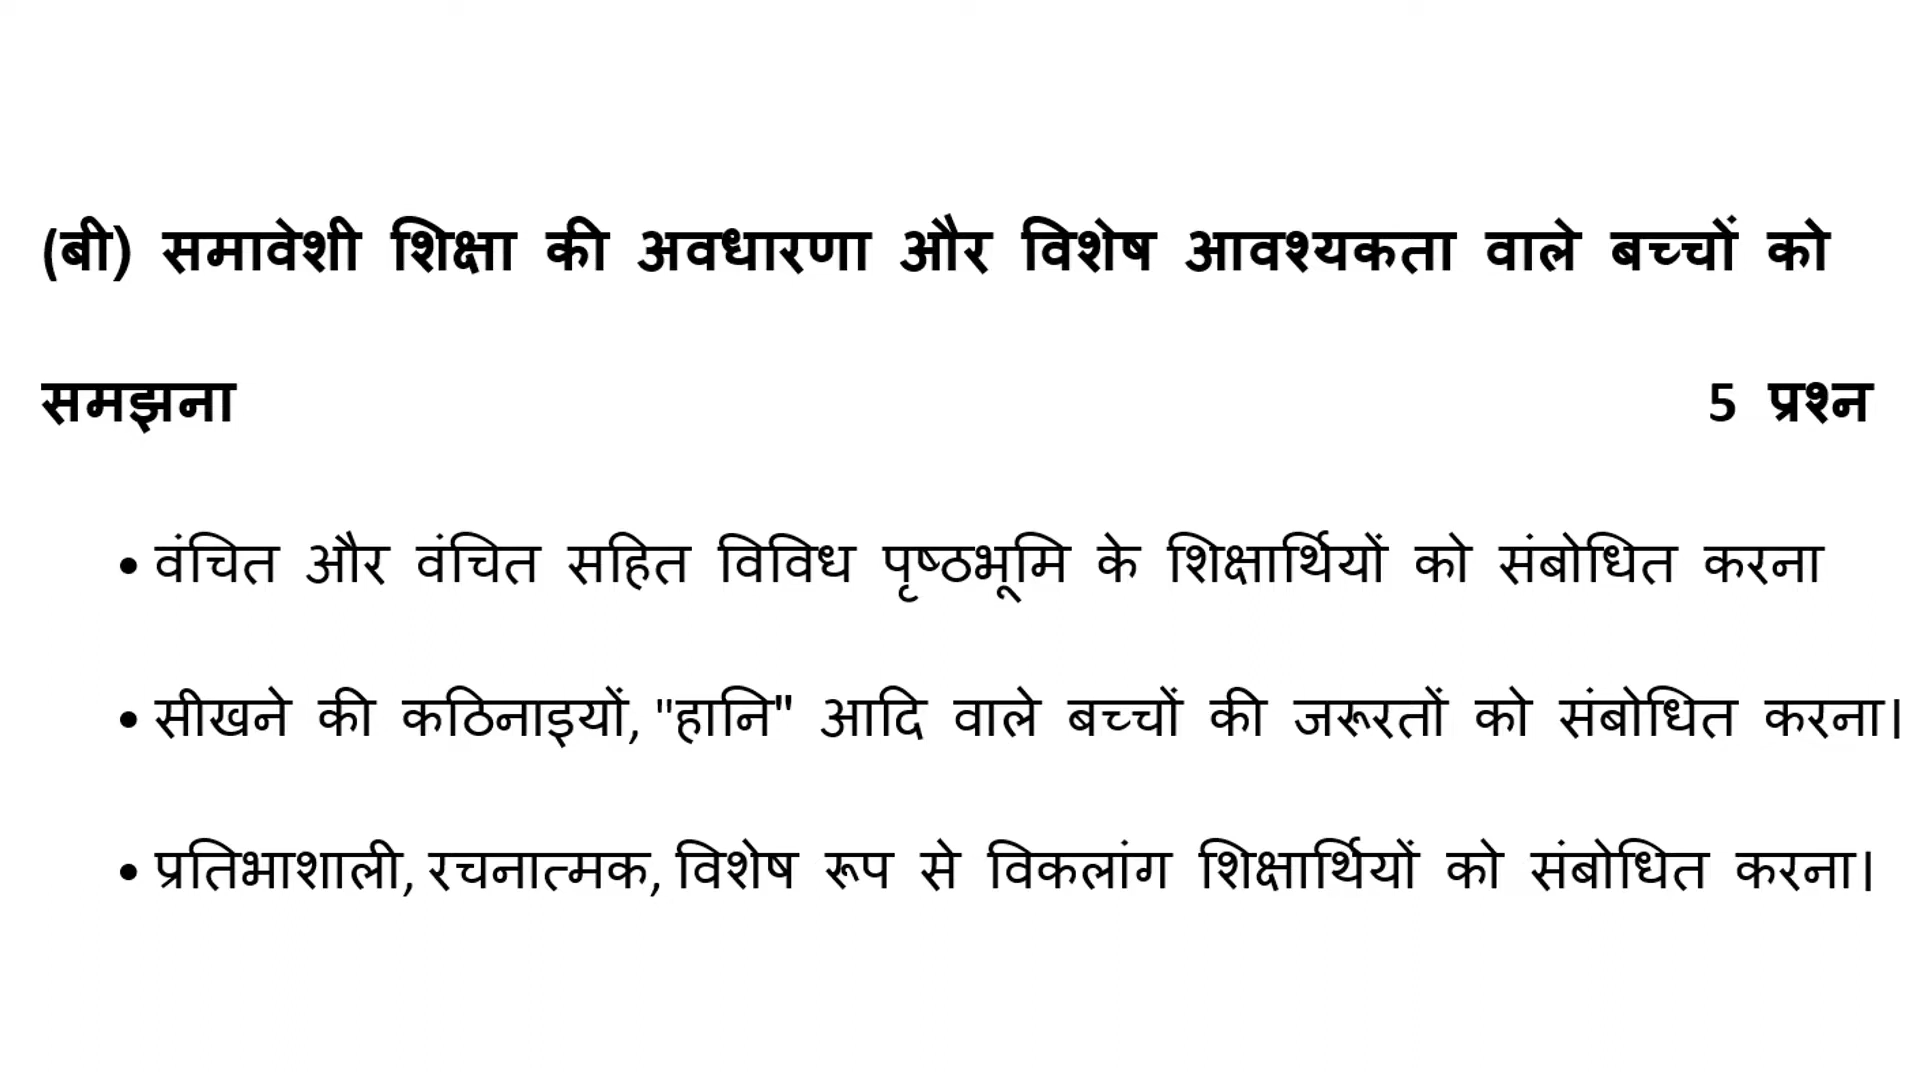 (बी) समावेशी शिक्षा की अवधारणा और विशेष आवश्यकता वाले बच्चों को
समझना 5 प्रश्न
• वंचित और वंचित सहित विविध पृष्ठभूमि के शिक्षार्थियों को संबोधित करना
• सीखने की कठिनाइयों, "हानि" आदि वाले बच्चों की जरूरतों को संबोधित करना।
• प्रतिभाशाली, रचनात्मक, विशेष रूप से विकलांग शिक्षार्थियों को संबोधित करना।